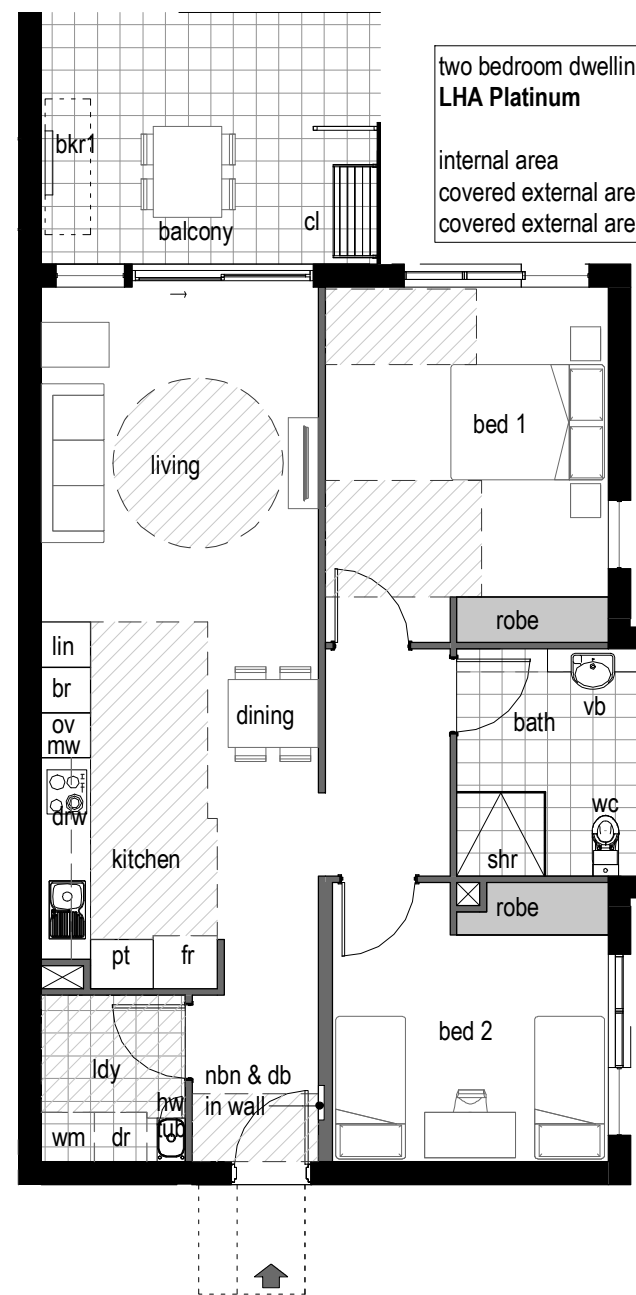 two bedroom dwellin
LHA Platinum
internal area
covered external are
covered external are
bkr1
balcony
cl
living
bed 1
robe
lin
br
ov
mw
drw
dining
bath
vb
wc
shr
kitchen
robe
pt
fr
bed 2
ldy
nbn & db
in wall
hw
tub
wm
dr